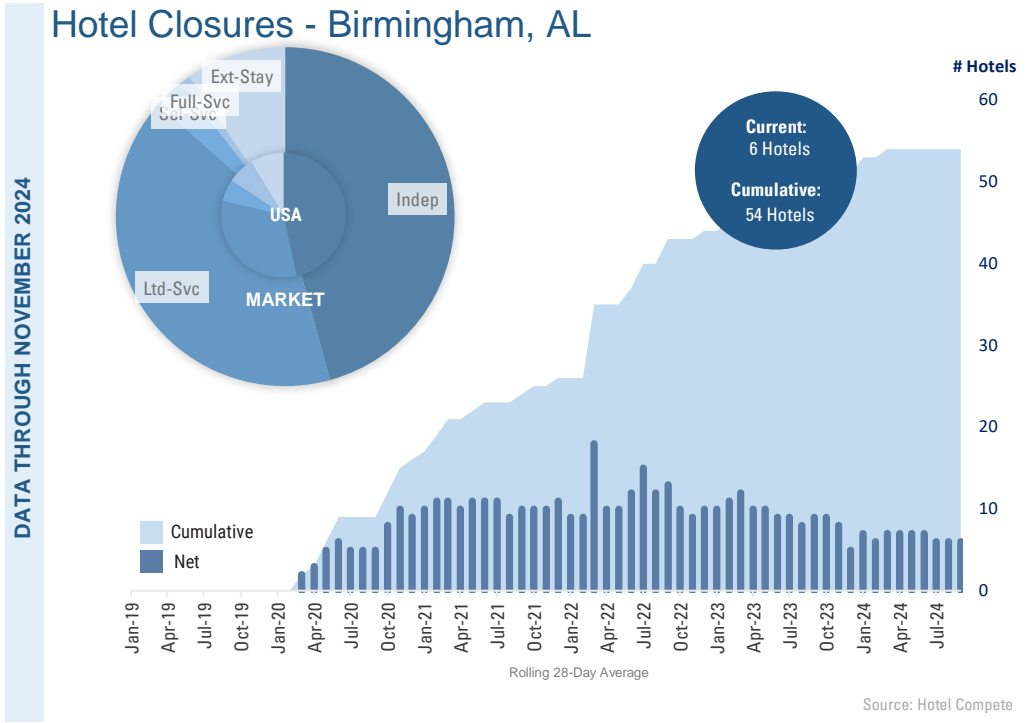 Hotel Closures - Birmingham, AL
DATA THROUGH NOVEMBER 2024
# Hotels
Ext-Stay
Full-Svc
Sel-Svc
Indep
Ltd-Svc
USA
MARKET
Current:
6 Hotels
Cumulative:
54 Hotels
60
50
40
30
20
10
0
Cumulative
Net
Jan-19
Apr-19
Jul-19
Oct-19
Jan-20
Apr-20
Jul-20
Oct-20
Jan-21
Apr-21
Jul-21
Oct-21
Jan-22
Apr-22
Jul-22
Oct-22
Jan-23
Apr-23
Jul-23
Oct-23
Jan-24
Apr-24
Jul-24
Rolling 28-Day Average
Source: Hotel Compete